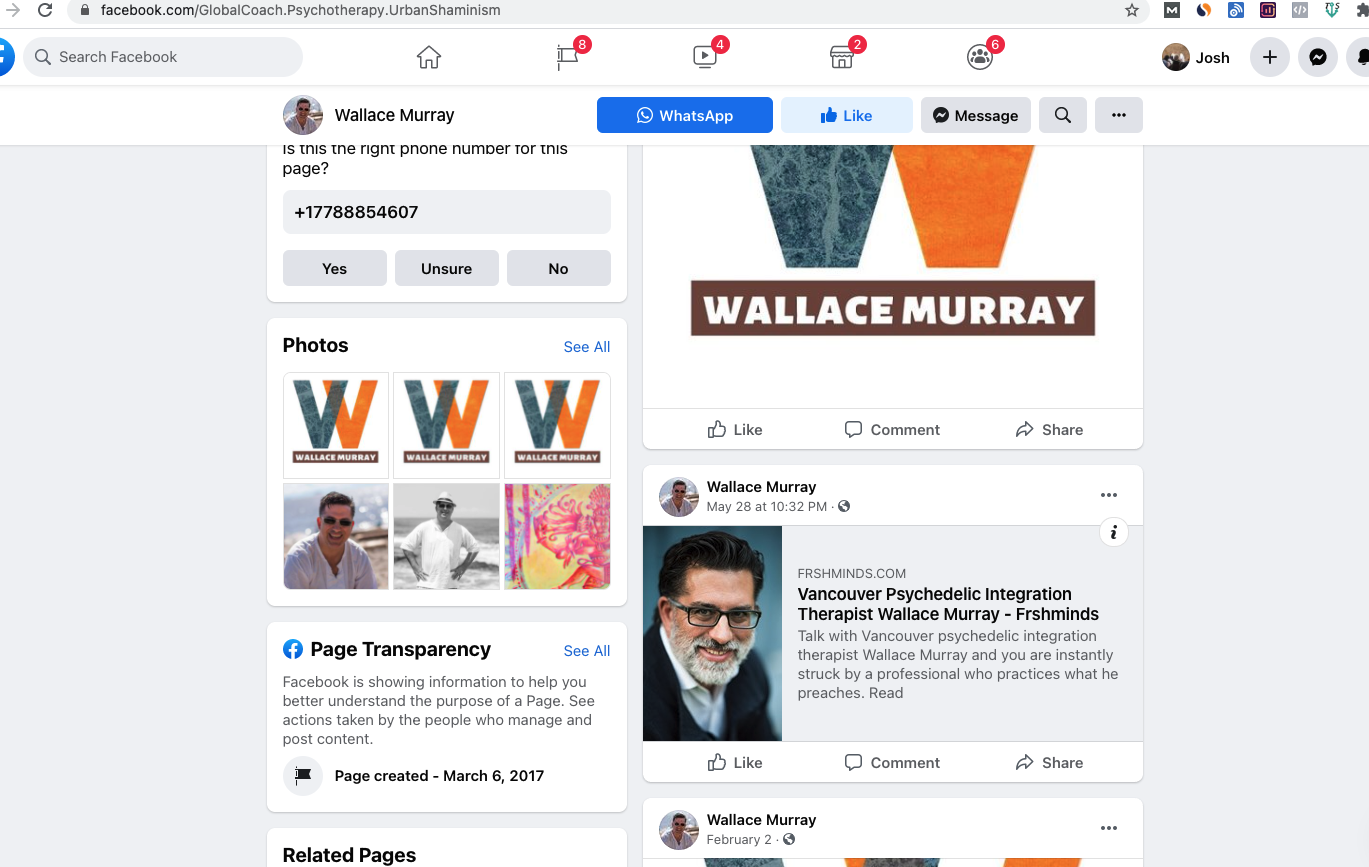 facebook.com/GlobalCoach.Psychotherapy.UrbanShaminism
Search Facebook
8
4
2
6
Josh
Wallace Murray
WhatsApp
Like
Message
Is this the right phone number for this
page?
+17788854607
Yes
Unsure
No
Photos
See All
WALLACE MURRAY
WALLACE MURRAY
WALLACE MURRAY
Page Transparency
See All
Facebook is showing information to help you
better understand the purpose of a Page. See
actions taken by the people who manage and
post content.
Page created - March 6, 2017
Related Pages
W
WALLACE MURRAY
Like
Comment
Share
Wallace Murray
May 28 at 10:32 PM ·
FRSHMINDS.COM
Vancouver Psychedelic Integration
Therapist Wallace Murray - Frshminds
Talk with Vancouver psychedelic integration
therapist Wallace Murray and you are instantly
struck by a professional who practices what he
preaches. Read
Like
Comment
Share
Wallace Murray
February 2 ·